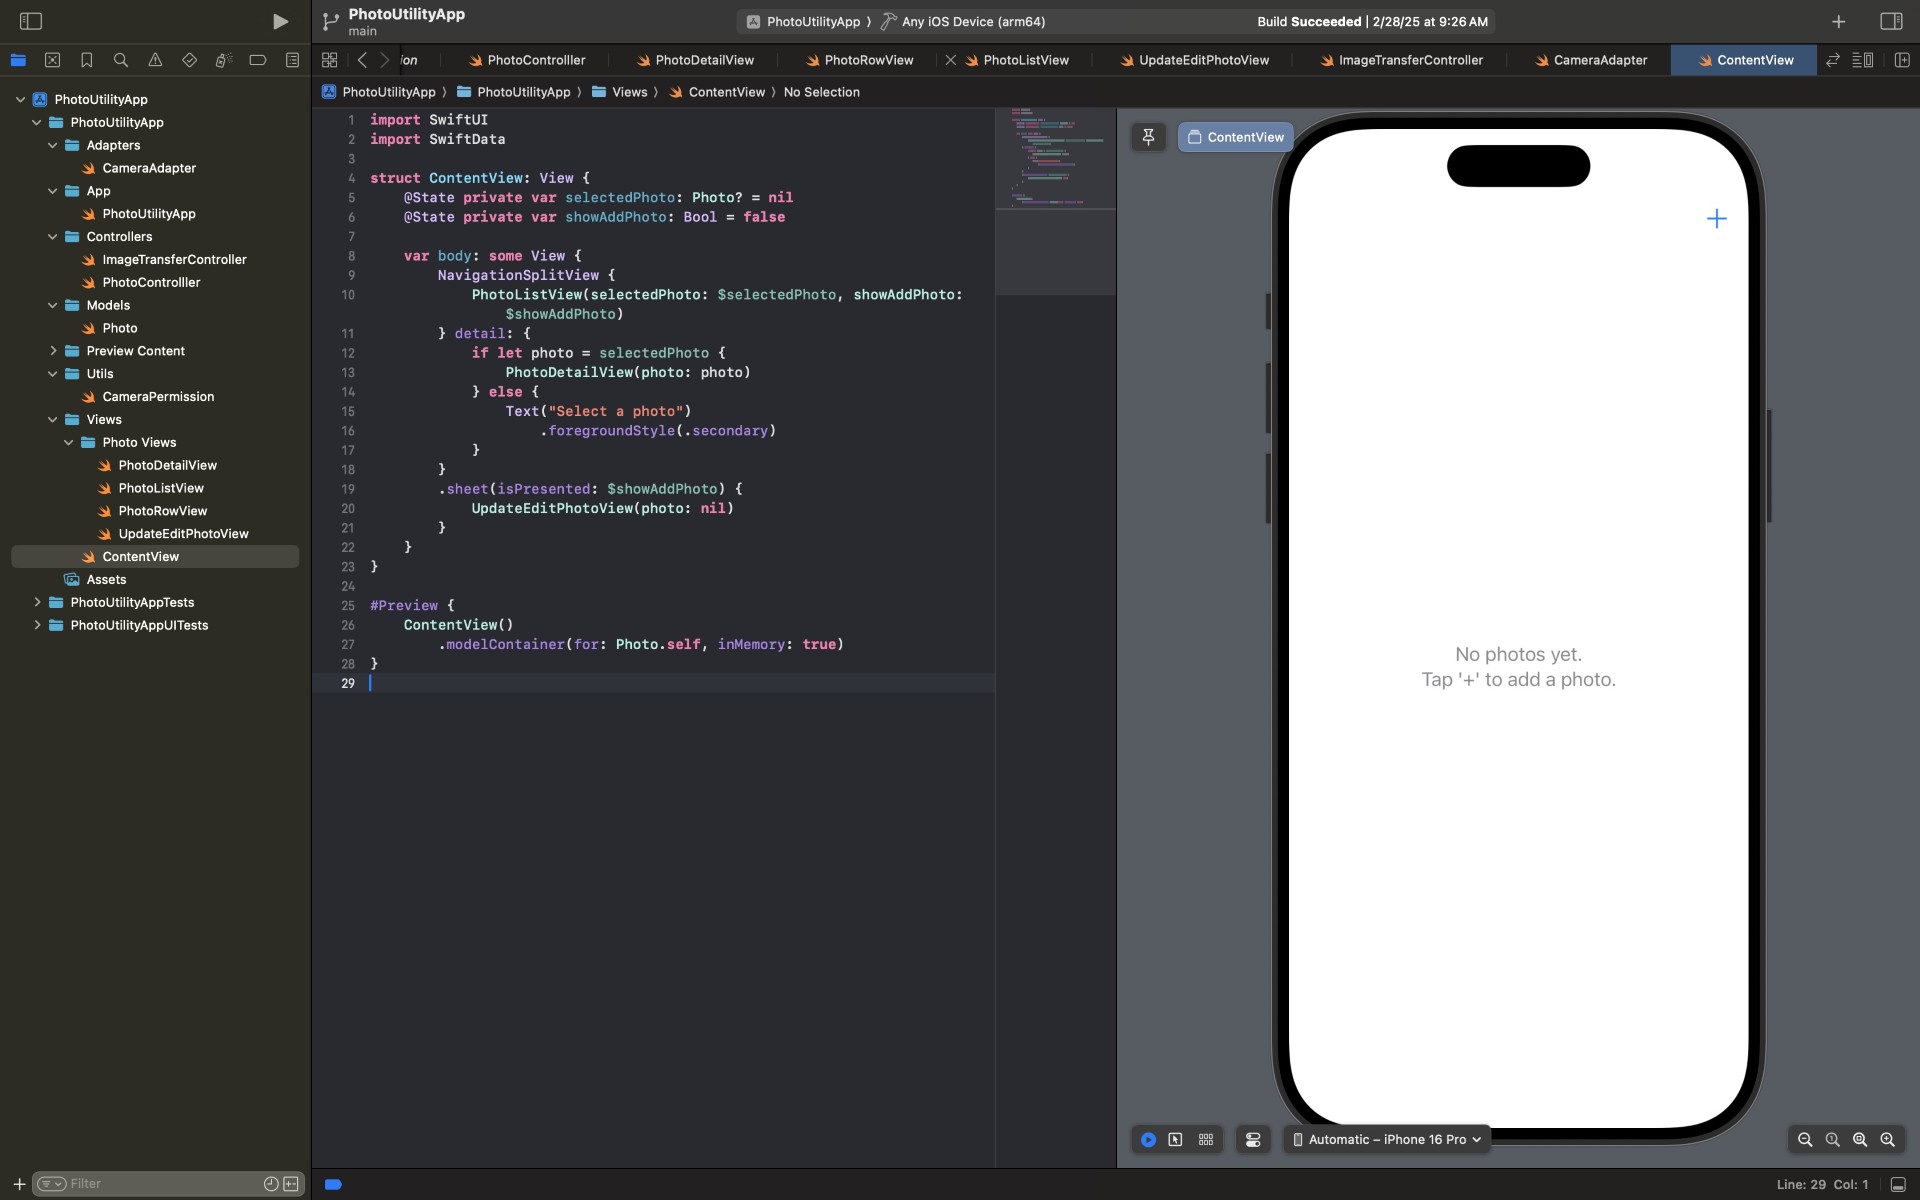 PhotoUtilityApp
main
PhotoUtilityApp 〉 Any iOS Device (arm64)
Build Succeeded | 2/28/25 at 9:26 AM
ion
PhotoControlller
PhotoDetailView
PhotoRowView
PhotoListView
UpdateEditPhotoView
ImageTransferController
CameraAdapter
ContentView
PhotoUtilityApp 〉 PhotoUtilityApp 〉 Views 〉 ContentView 〉 No Selection
PhotoUtilityApp
PhotoUtilityApp
Adapters
CameraAdapter
App
PhotoUtilityApp
Controllers
ImageTransferController
PhotoControlller
Models
Photo
Preview Content
Utils
CameraPermission
Views
Photo Views
PhotoDetailView
PhotoListView
PhotoRowView
UpdateEditPhotoView
ContentView
Assets
PhotoUtilityAppTests
PhotoUtilityAppUITests
Filter
1 import SwiftUI
2 import SwiftData
3
4 struct ContentView: View {
5 @State private var selectedPhoto: Photo? = nil
6 @State private var showAddPhoto: Bool = false
7
8 var body: some View {
9 NavigationSplitView {
10 PhotoListView(selectedPhoto: $selectedPhoto, showAddPhoto:
$showAddPhoto)
11 } detail: {
12 if let photo = selectedPhoto {
13 PhotoDetailView(photo: photo)
14 } else {
15 Text("Select a photo")
16 .foregroundStyle(.secondary)
17 }
18 }
19 .sheet(isPresented: $showAddPhoto) {
20 UpdateEditPhotoView(photo: nil)
21 }
22 }
23 }
24
25 #Preview {
26 ContentView()
27 .modelContainer(for: Photo.self, inMemory: true)
28 }
29
ContentView
No photos yet.
Tap '+' to add a photo.
Automatic – iPhone 16 Pro
Line: 29 Col: 1